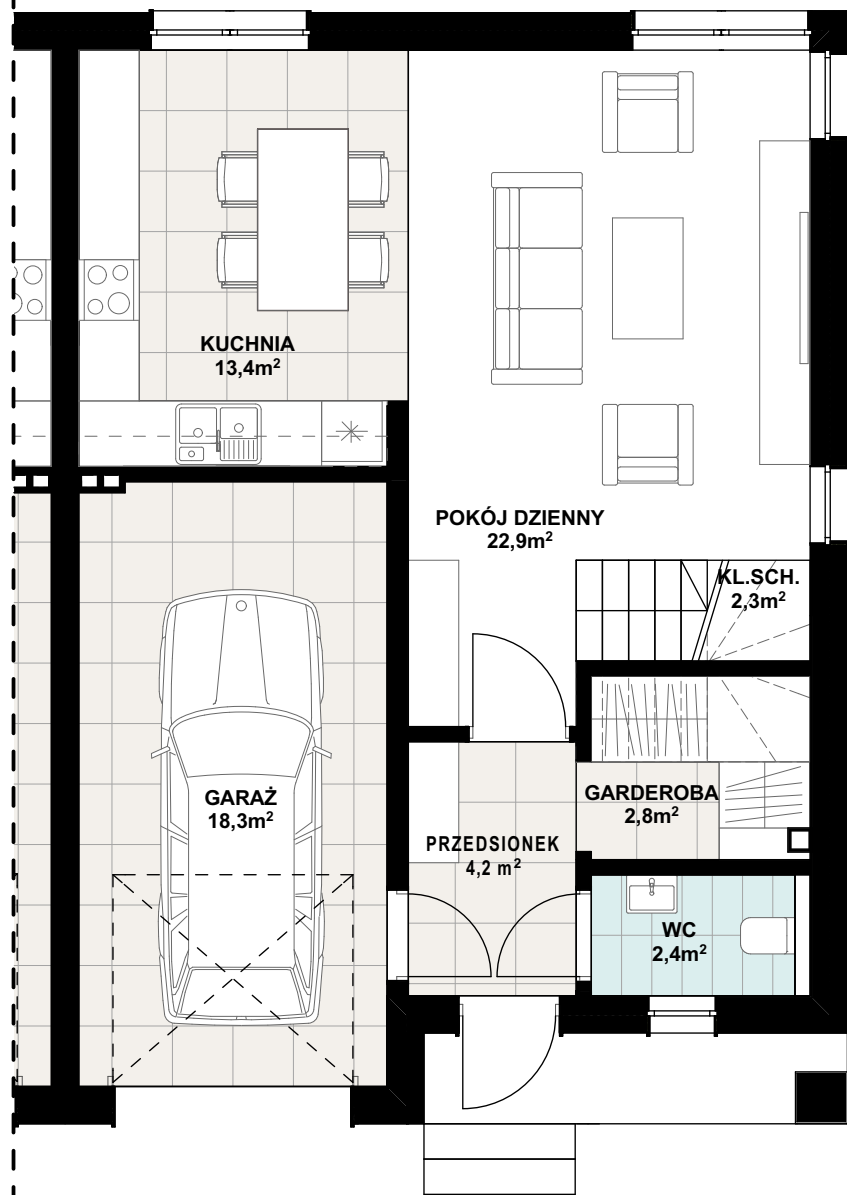 KUCHNIA
13,4m²
POKÓJ DZIENNY
22,9m²
KL.SCH.
2,3m²
GARAŻ
18,3m²
GARDEROBA
2,8m²
PRZEDSIONEK
4,2 m²
WC
2,4m²